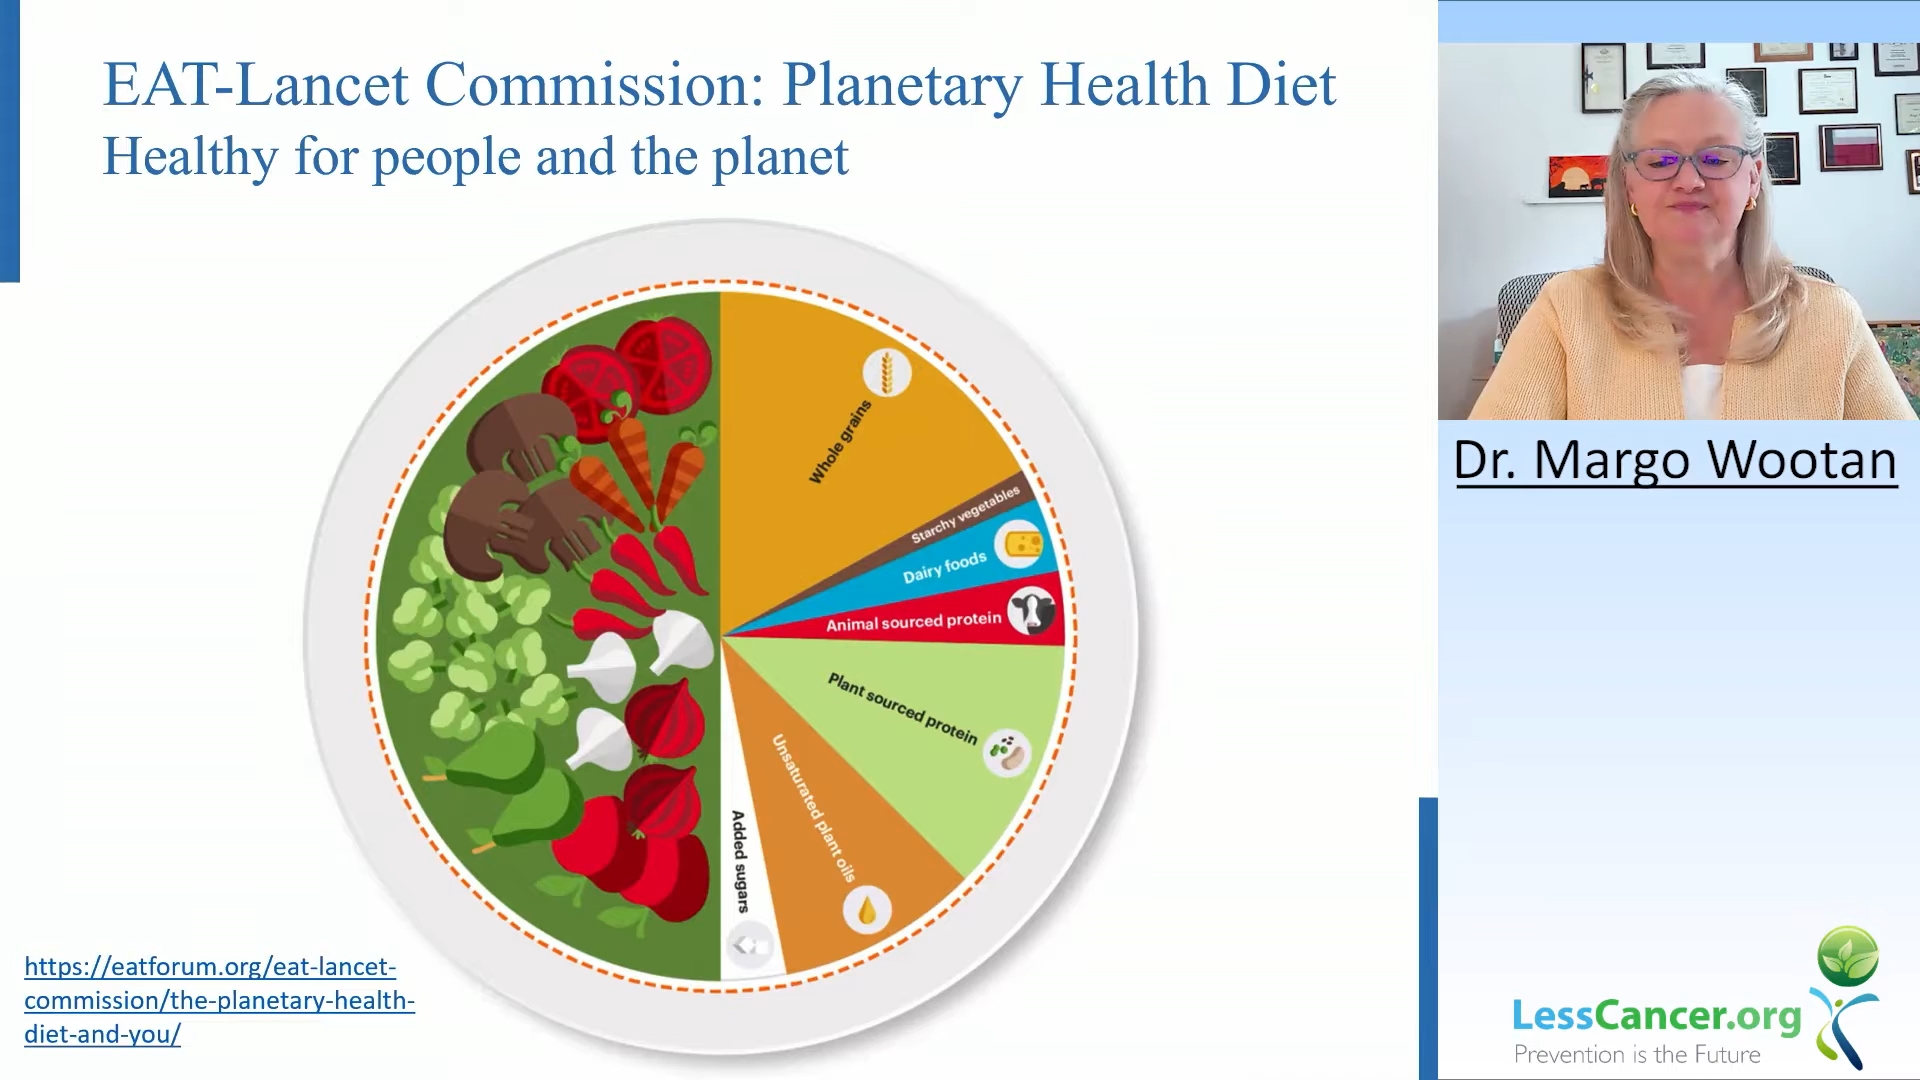 EAT-Lancet Commission: Planetary Health Diet
Healthy for people and the planet
Whole grains
Starchy vegetables
Dairy foods
Animal sourced protein
Plant sourced protein
Unsaturated plant oils
Added sugars
https://eatforum.org/eat-lancet-
commission/the-planetary-health-
diet-and-you/
Dr. Margo Wootan
LessCancer.org
Prevention is the Future